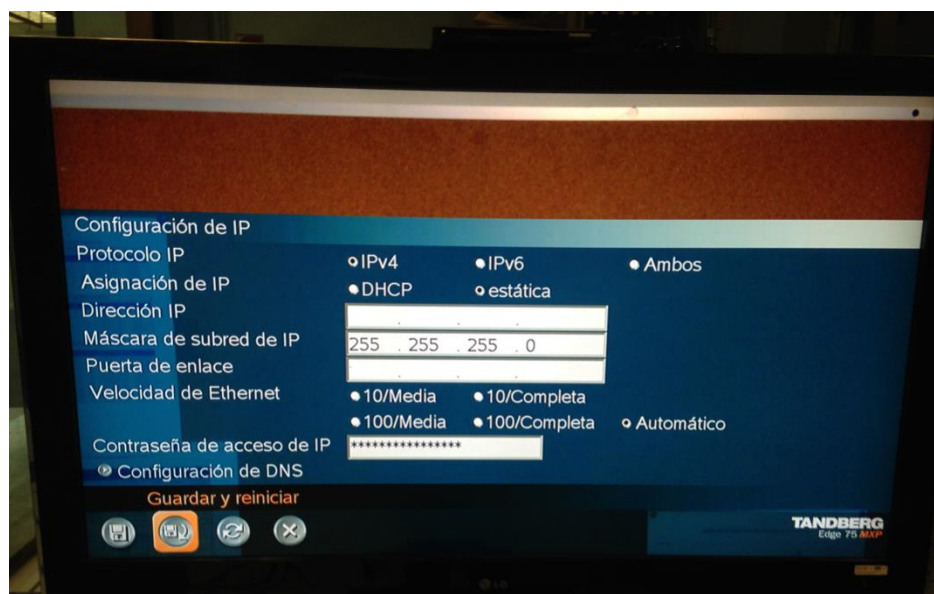 Configuración de IP
Protocolo IP IPv4 IPv6 Ambos
Asignación de IP DHCP estática
Dirección IP . . .
Máscara de subred de IP 255 . 255 . 255 . 0
Puerta de enlace . . .
Velocidad de Ethernet 10/Media 10/Completa
100/Media 100/Completa Automático
Contraseña de acceso de IP ****************
Configuración de DNS
Guardar y reiniciar
TANDBERG
Edge 75 MXP
LG